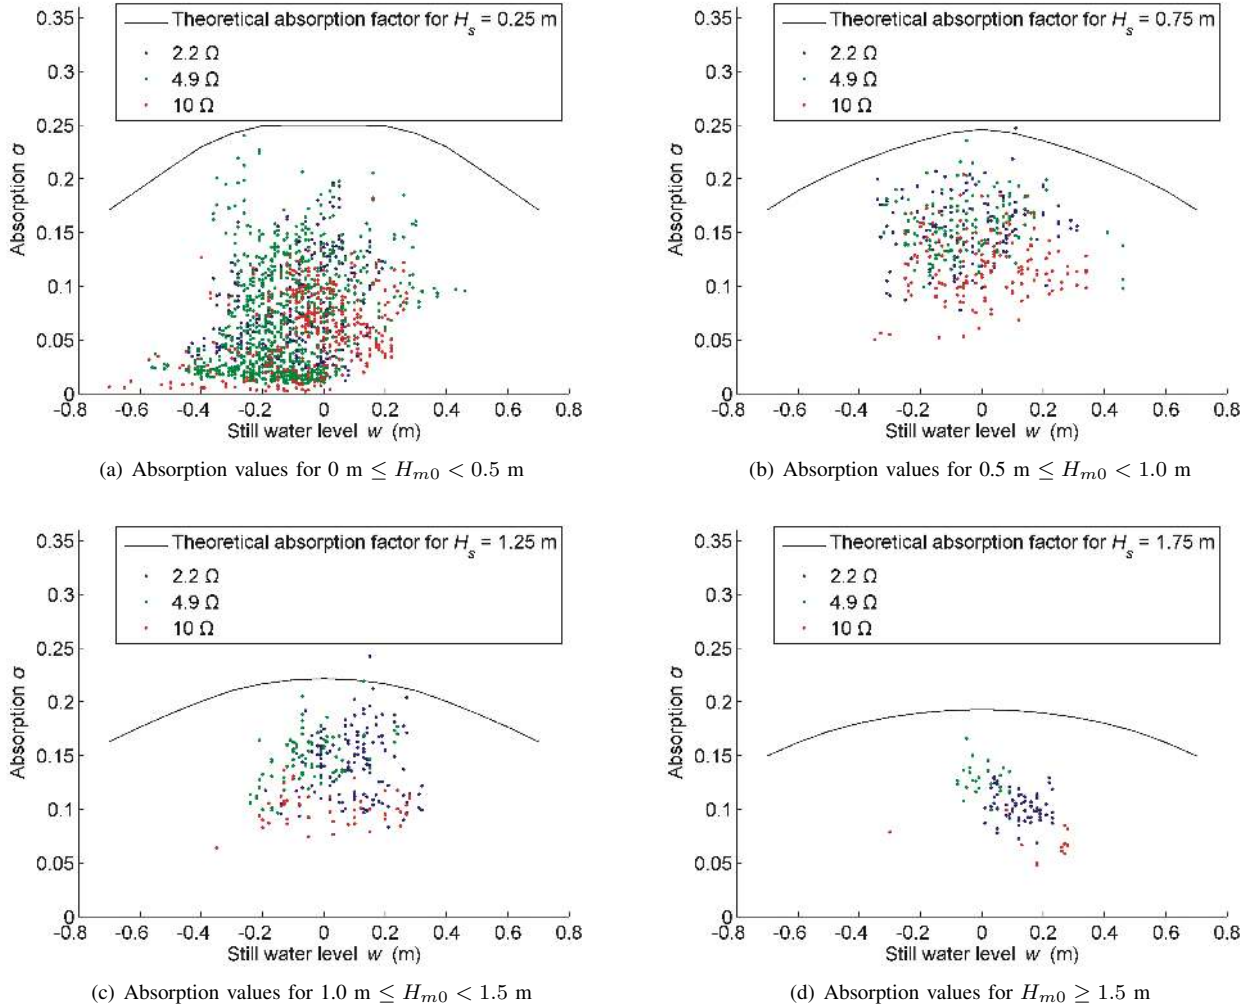 Theoretical absorption factor for H_s = 0.25 m
2.2 Ω
4.9 Ω
10 Ω
0.35
0.3
0.25
0.2
0.15
0.1
0.05
0
Absorption α
-0.8 -0.6 -0.4 -0.2 0 0.2 0.4 0.6 0.8
Still water level w (m)
(a) Absorption values for 0 m ≤ H_{m0} < 0.5 m
Theoretical absorption factor for H_s = 0.75 m
2.2 Ω
4.9 Ω
10 Ω
0.35
0.3
0.25
0.2
0.15
0.1
0.05
0
Absorption α
-0.8 -0.6 -0.4 -0.2 0 0.2 0.4 0.6 0.8
Still water level w (m)
(b) Absorption values for 0.5 m ≤ H_{m0} < 1.0 m
Theoretical absorption factor for H_s = 1.25 m
2.2 Ω
4.9 Ω
10 Ω
0.35
0.3
0.25
0.2
0.15
0.1
0.05
0
Absorption α
-0.8 -0.6 -0.4 -0.2 0 0.2 0.4 0.6 0.8
Still water level w (m)
(c) Absorption values for 1.0 m ≤ H_{m0} < 1.5 m
Theoretical absorption factor for H_s = 1.75 m
2.2 Ω
4.9 Ω
10 Ω
0.35
0.3
0.25
0.2
0.15
0.1
0.05
0
Absorption α
-0.8 -0.6 -0.4 -0.2 0 0.2 0.4 0.6 0.8
Still water level w (m)
(d) Absorption values for H_{m0} ≥ 1.5 m